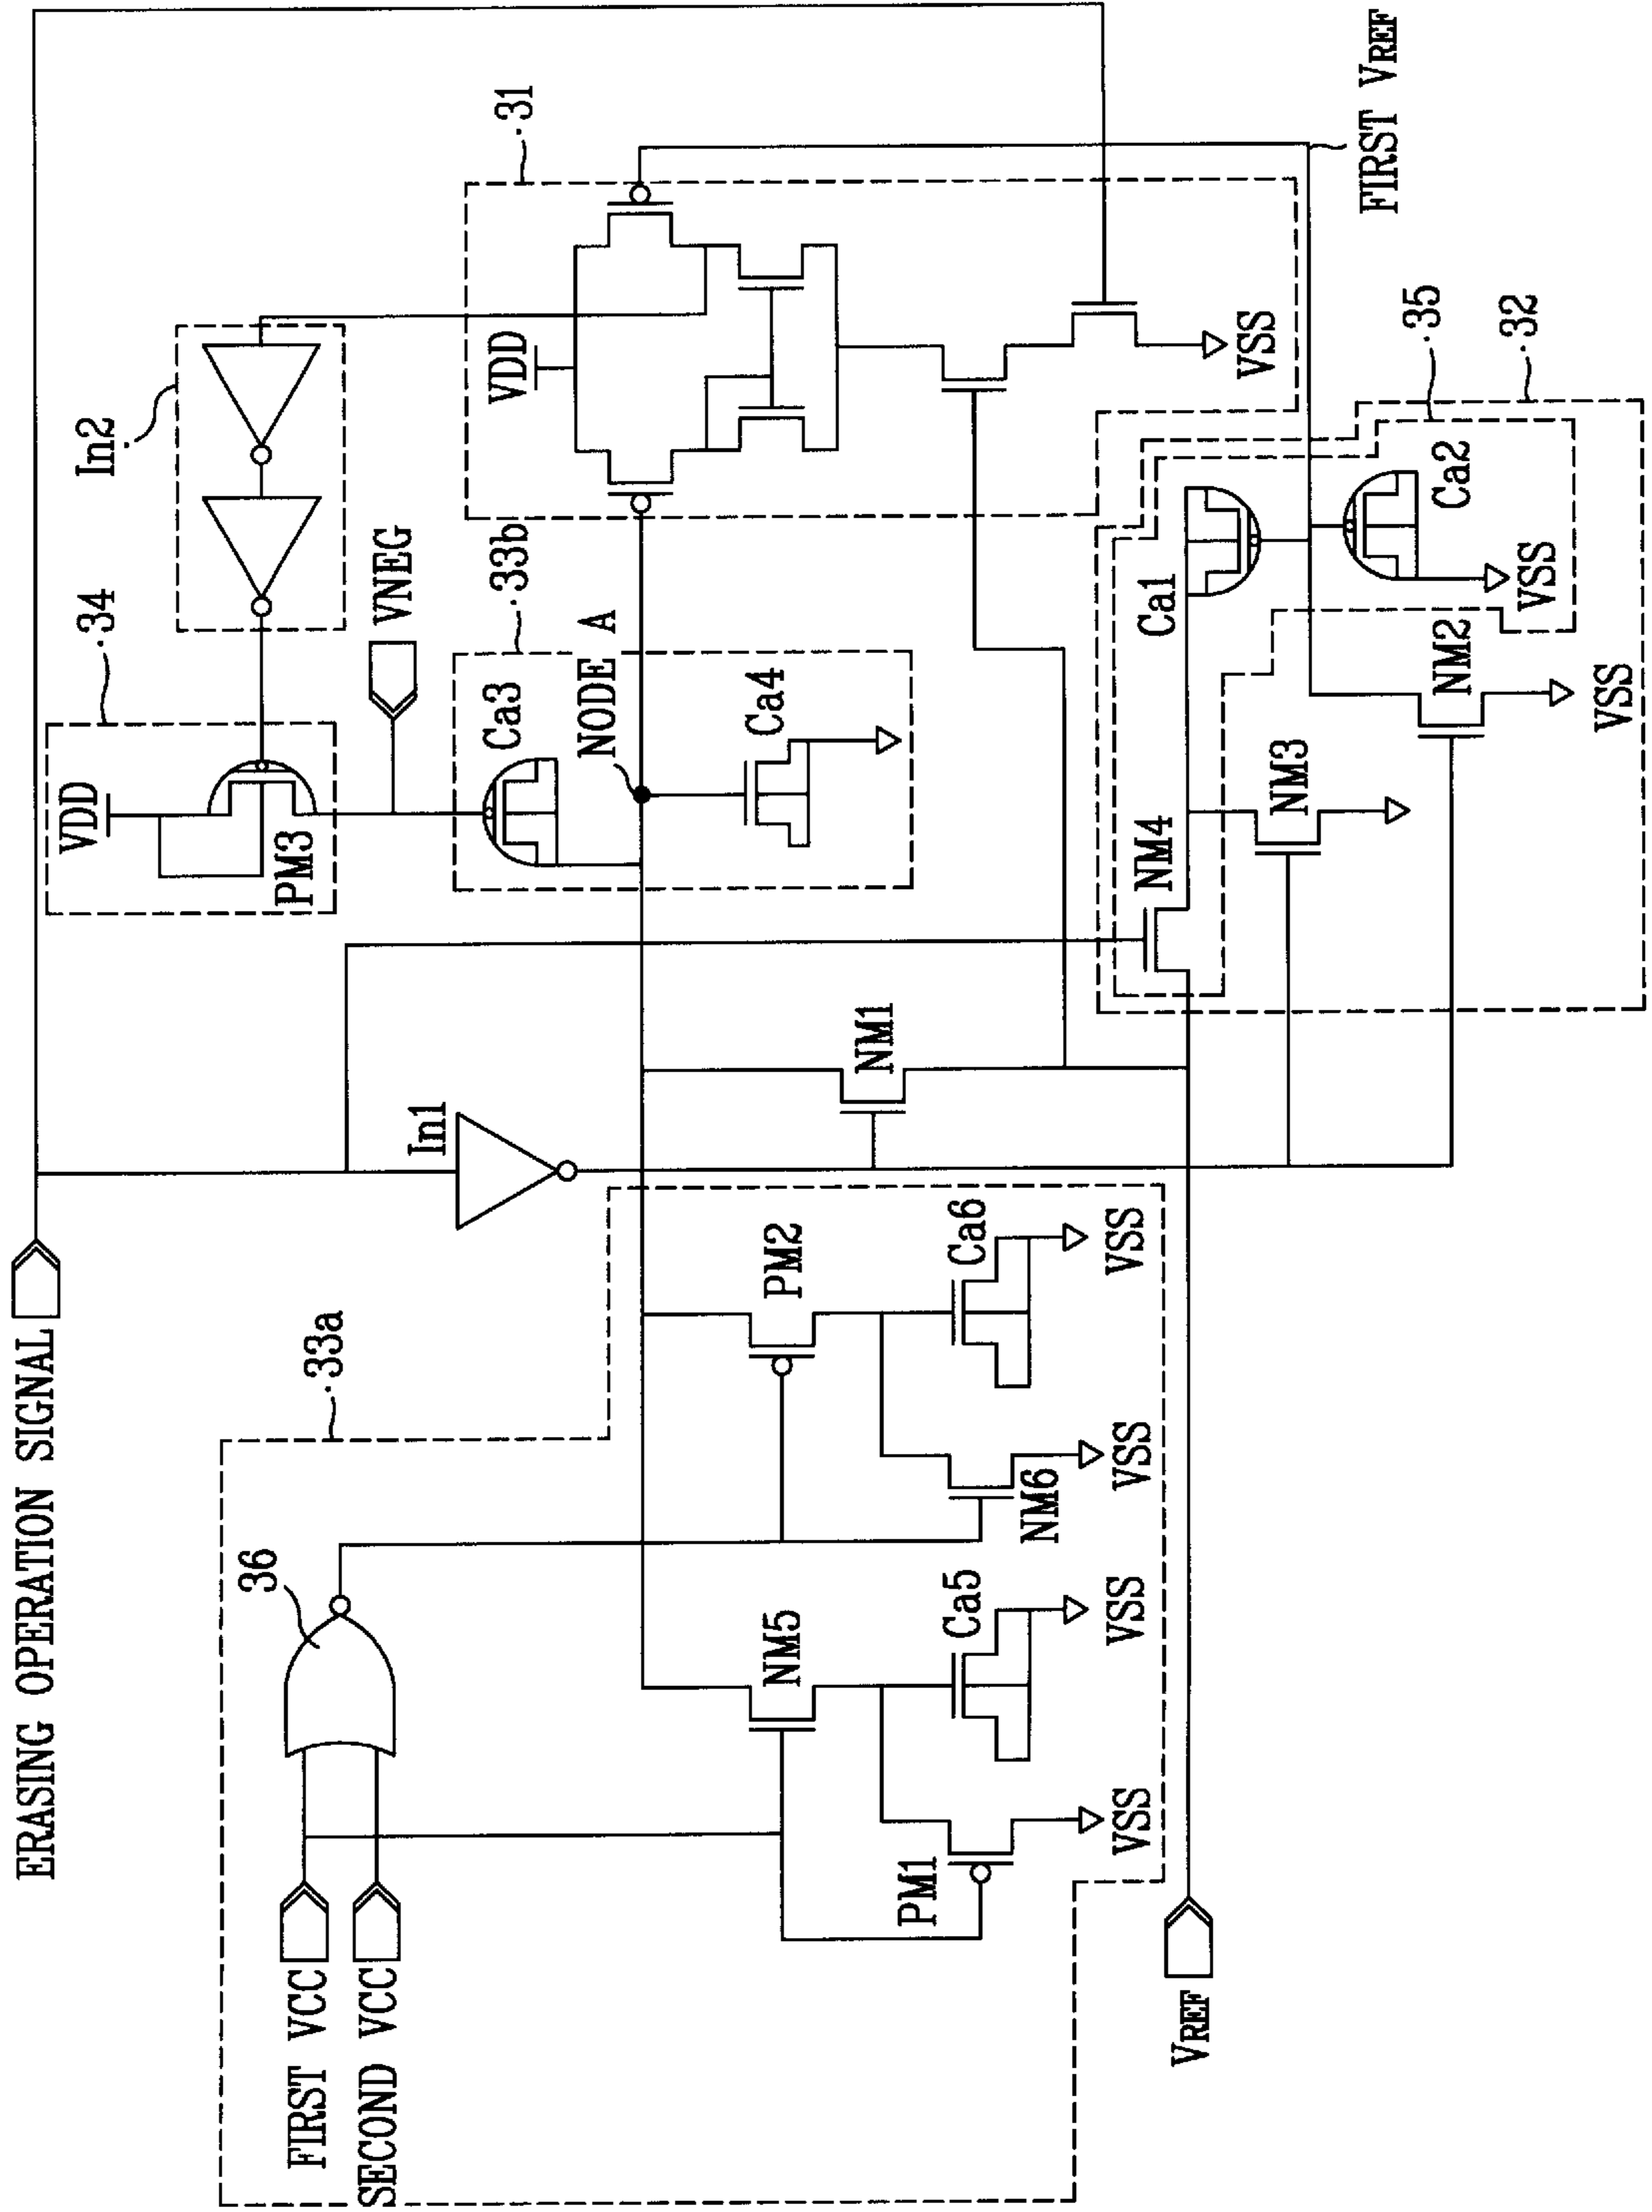 ERASING OPERATION SIGNAL
FIRST VCC
SECOND VCC
36
33a
NM5
PM1
VSS
Ca5
VSS
NM6
VSS
PM2
Ca6
VSS
VREF
In1
NM1
34
VDD
PM3
In2
VNEG
33b
Ca3
NODE A
Ca4
31
VDD
VSS
FIRST VREF
NM4
NM3
Ca1
NM2
VSS
Ca2
VSS
35
32